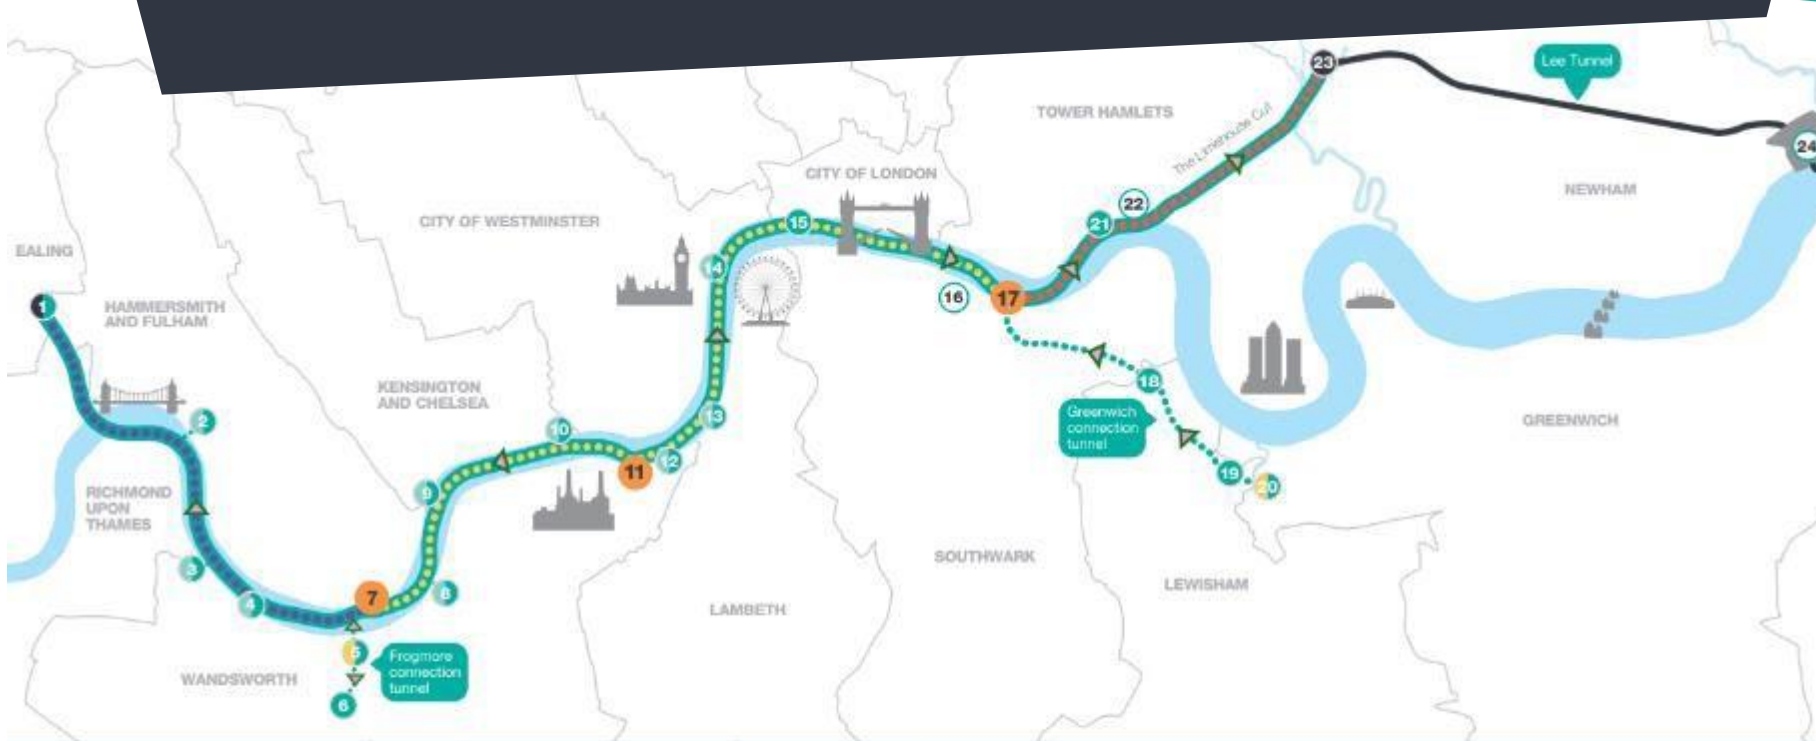 23
Lee Tunnel
TOWER HAMLETS
The Limehouse Cut
24
CITY OF LONDON
NEWHAM
22
CITY OF WESTMINSTER
15
21
EALING
14
16
17
1
HAMMERSMITH
AND FULHAM
18
KENSINGTON
AND CHELSEA
13
Greenwich
connection
tunnel
GREENWICH
2
10
12
11
19
20
9
RICHMOND
UPON
THAMES
SOUTHWARK
3
LEWISHAM
8
7
4
LAMBETH
5
Frogmore
connection
tunnel
WANDSWORTH
6